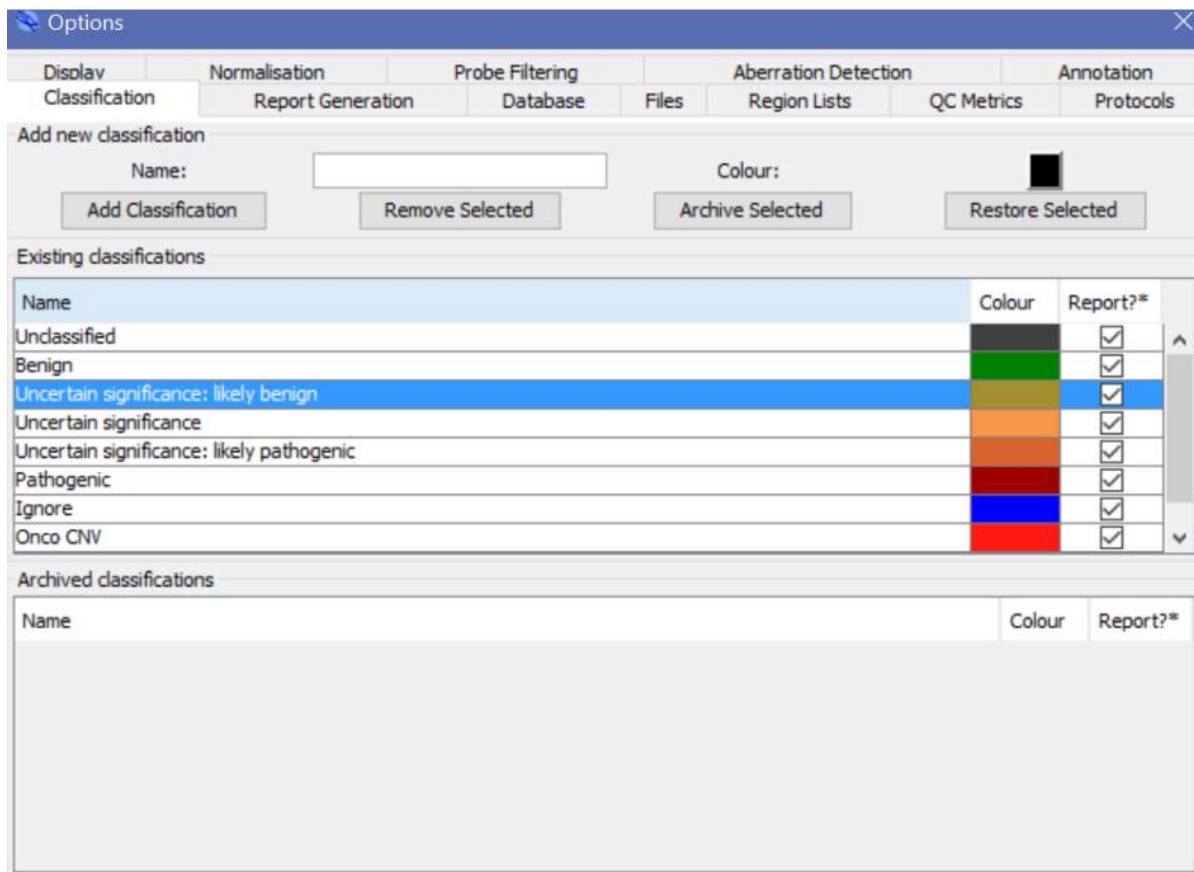 Options
Display Normalisation Probe Filtering Aberration Detection Annotation
Classification Report Generation Database Files Region Lists QC Metrics Protocols
Add new classification
Name: Colour:
Add Classification Remove Selected Archive Selected Restore Selected
Existing classifications
Name Colour Report?*
Unclassified
Benign
Uncertain significance: likely benign
Uncertain significance
Uncertain significance: likely pathogenic
Pathogenic
Ignore
Onco CNV
Archived classifications
Name Colour Report?*